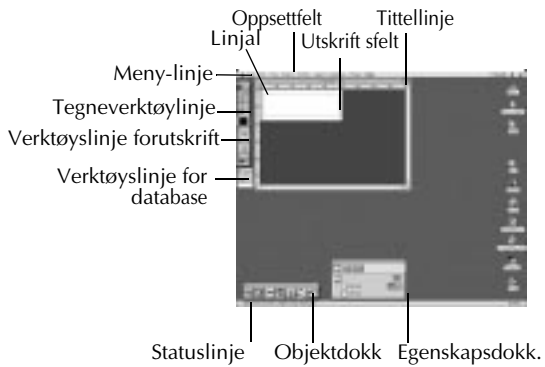 Oppsettfelt
Tittellinje
Linjal
Utskrift sfelt
Meny-linje
Tegneverktøylinje
Verktøyslinje forutskrift
Verktøyslinje for
database
Statuslinje
Objektdokk
Egenskapsdokk.